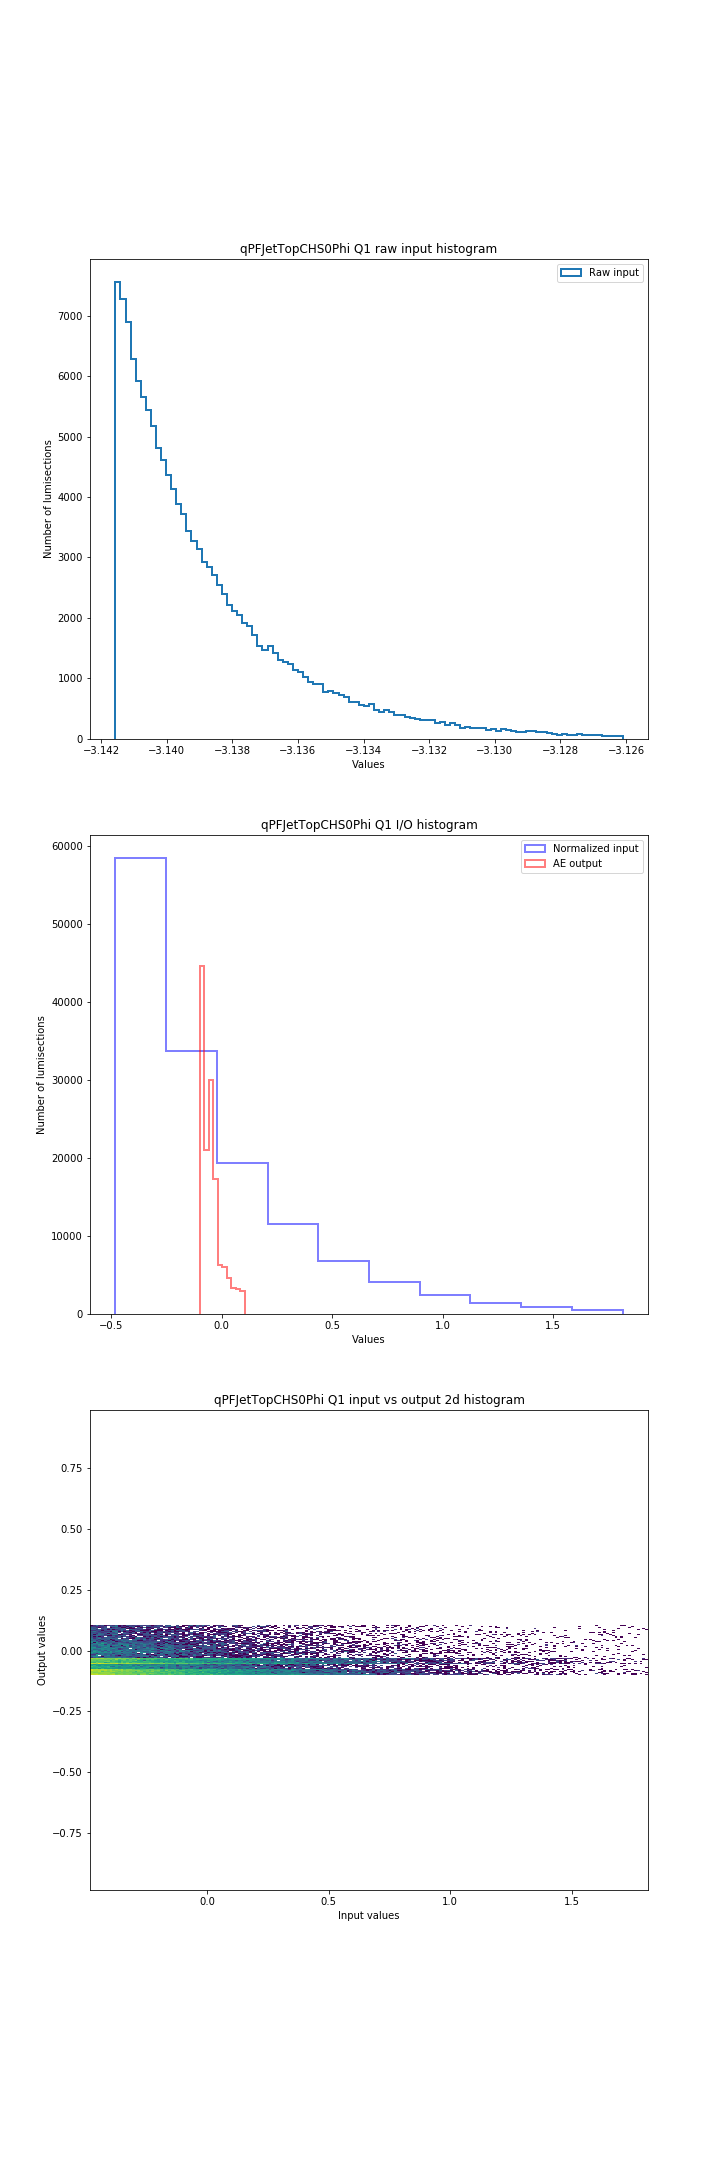 qPFJetTopCHS0Phi Q1 raw input histogram
Raw input
7000
6000
5000
4000
3000
2000
1000
0
Number of lumisections
−3.142 −3.140 −3.138 −3.136 −3.134 −3.132 −3.130 −3.128 −3.126
Values
qPFJetTopCHS0Phi Q1 I/O histogram
Normalized input
AE output
60000
50000
40000
30000
20000
10000
0
Number of lumisections
−0.5 0.0 0.5 1.0 1.5
Values
qPFJetTopCHS0Phi Q1 input vs output 2d histogram
0.75
0.50
0.25
0.00
−0.25
−0.50
−0.75
Output values
0.0 0.5 1.0 1.5
Input values